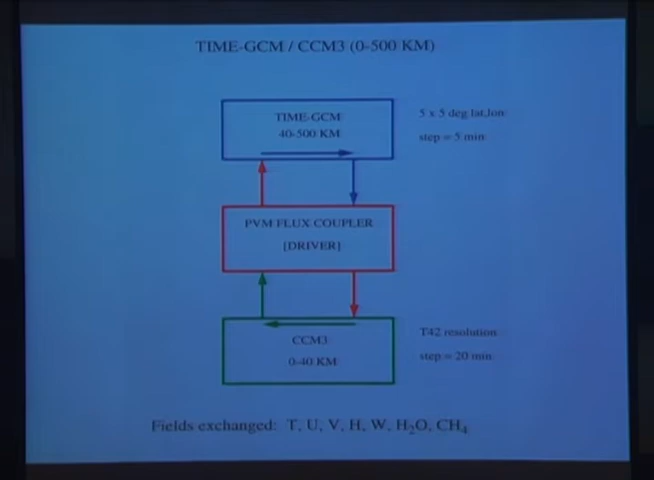 TIME-GCM / CCM3 (0-500 KM)
TIME-GCM
40-500 KM
5 x 5 deg lat,lon
step = 5 min
PVM FLUX COUPLER
[DRIVER]
CCM3
0-40 KM
T42 resolution
step = 20 min
Fields exchanged: T, U, V, H, W, H₂O, CH₄